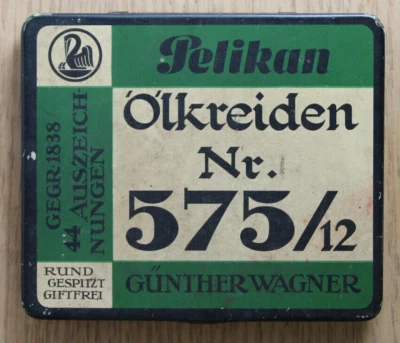 Pelikan
Ölkreiden
Nr.
575/12
GÜNTHER WAGNER
GEGR·1838
44 AUSZEICH-
NUNGEN
RUND
GESPITZT
GIFTFREI